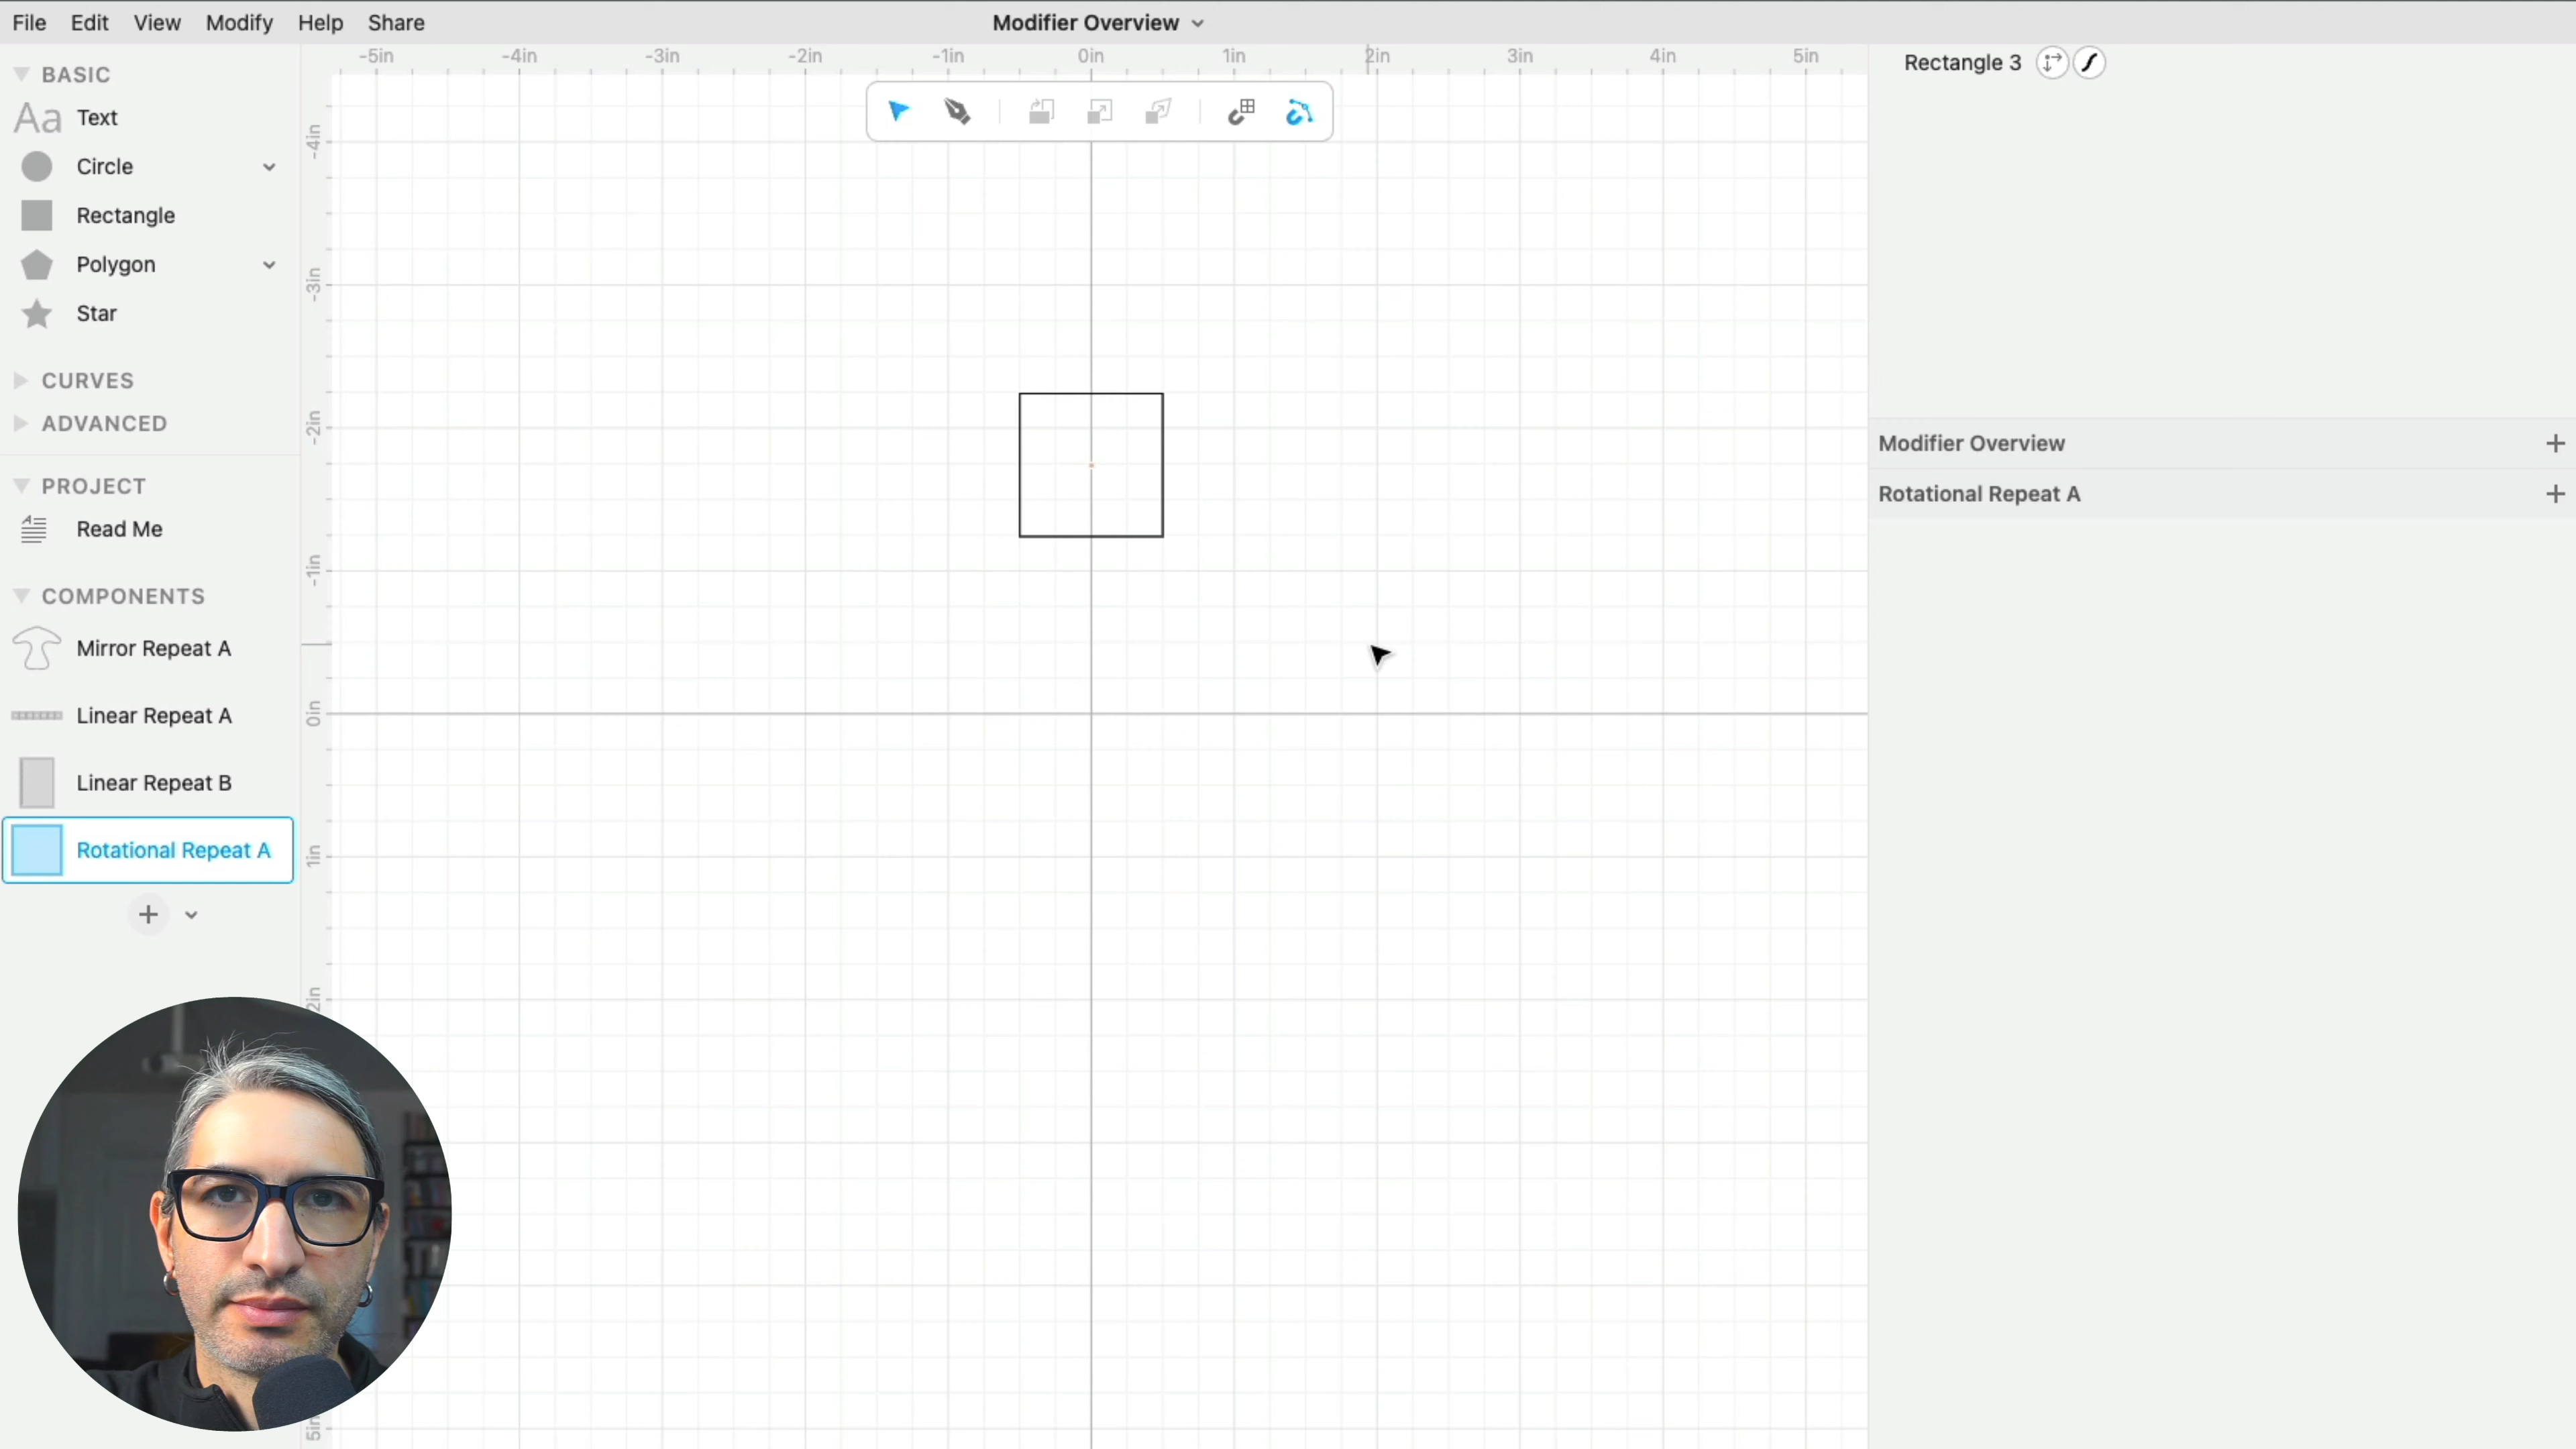 File Edit View Modify Help Share
Modifier Overview
-5in -4in -3in -2in -1in 0in 1in 2in 3in 4in 5in
Rectangle 3
BASIC
Aa Text
Circle
Rectangle
Polygon
Star
CURVES
ADVANCED
PROJECT
Read Me
COMPONENTS
Mirror Repeat A
Linear Repeat A
Linear Repeat B
Rotational Repeat A
-4in
-3in
-2in
-1in
0in
1in
2in
5in
Modifier Overview
Rotational Repeat A